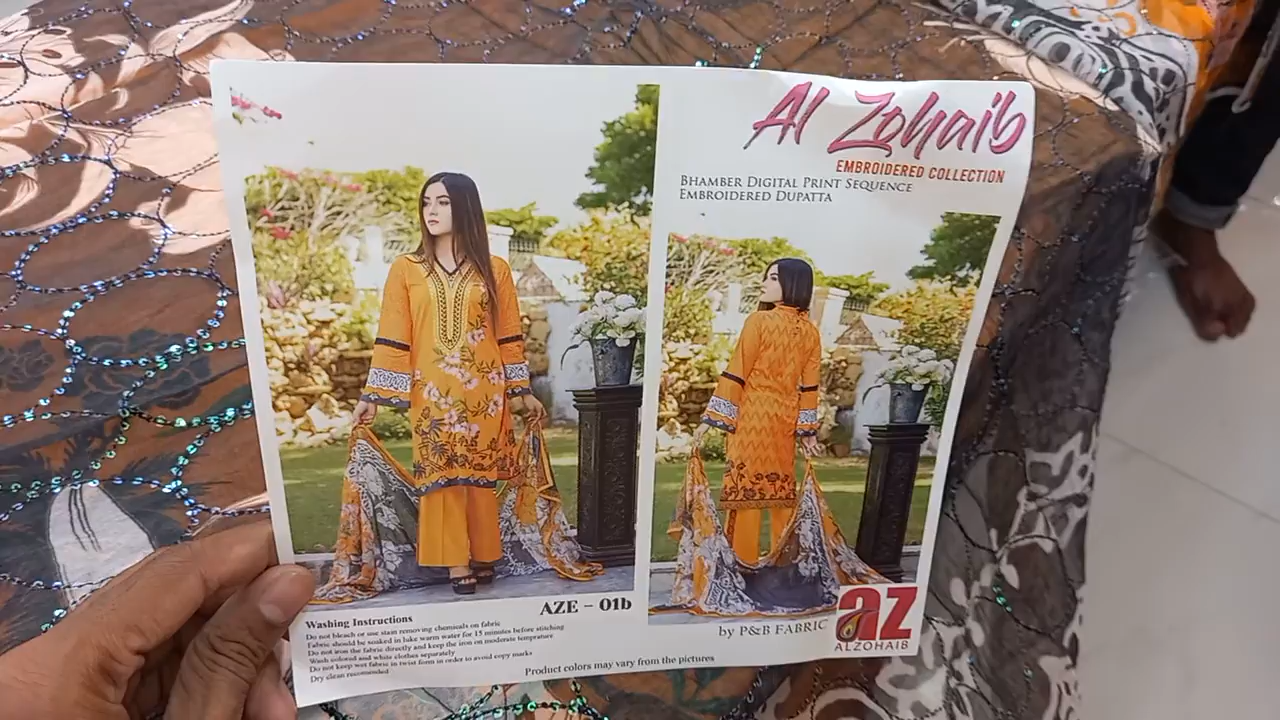 Al Zohaib
EMBROIDERED COLLECTION
BHAMBER DIGITAL PRINT SEQUENCE
EMBROIDERED DUPATTA
AZE - 01b
Washing Instructions
Do not bleach or use stain removing chemicals on fabric
Fabric should be soaked in luke warm water for 15 minutes before stitching
Do not iron the fabric directly and keep the iron on moderate temprature
Wash colored and white clothes separately
Do not keep wet fabric in twist form in order to avoid copy marks
Dry clean recomended
Product colors may vary from the pictures
by P&B FABRIC
az
ALZOHAIB